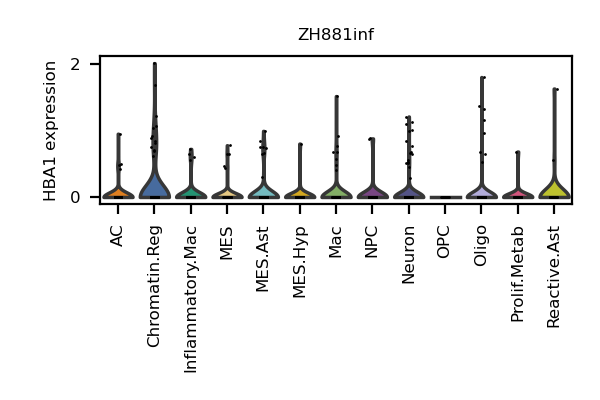 ZH881inf
HBA1 expression
2
0
AC
Chromatin.Reg
Inflammatory.Mac
MES
MES.Ast
MES.Hyp
Mac
NPC
Neuron
OPC
Oligo
Prolif.Metab
Reactive.Ast